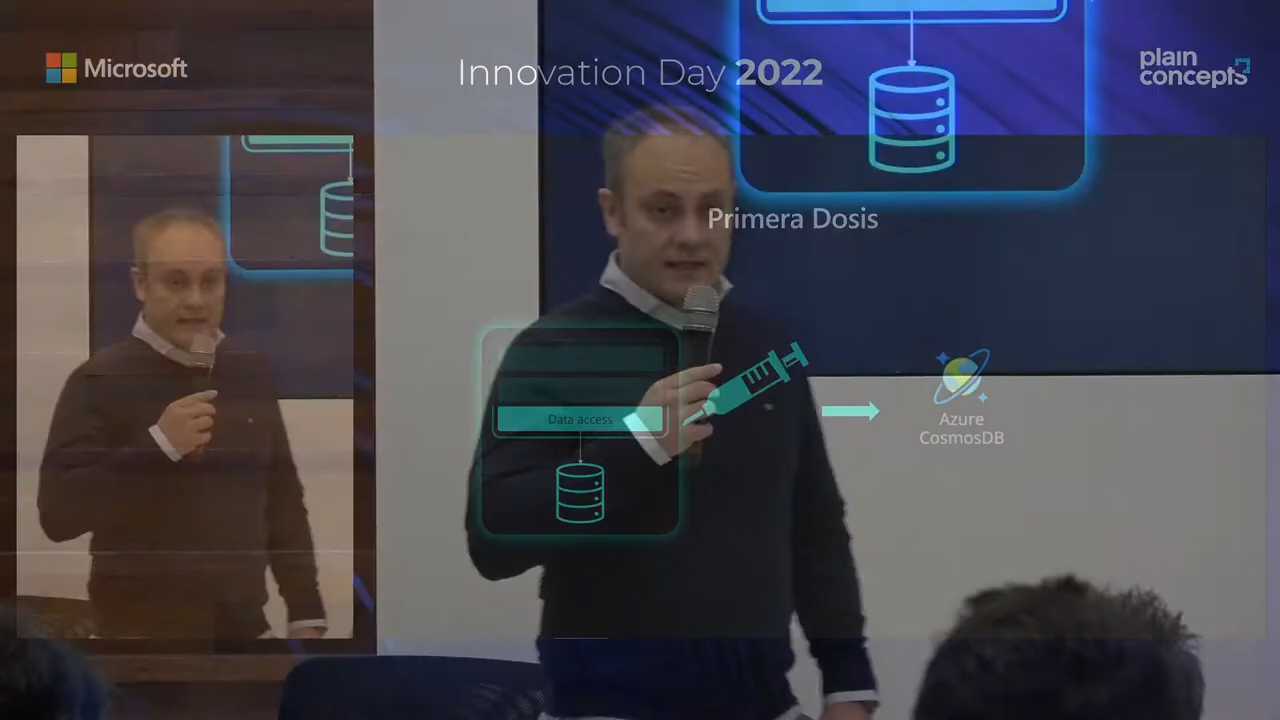 Microsoft
Innovation Day 2022
plain
concepts
Primera Dosis
Data access
Azure
CosmosDB